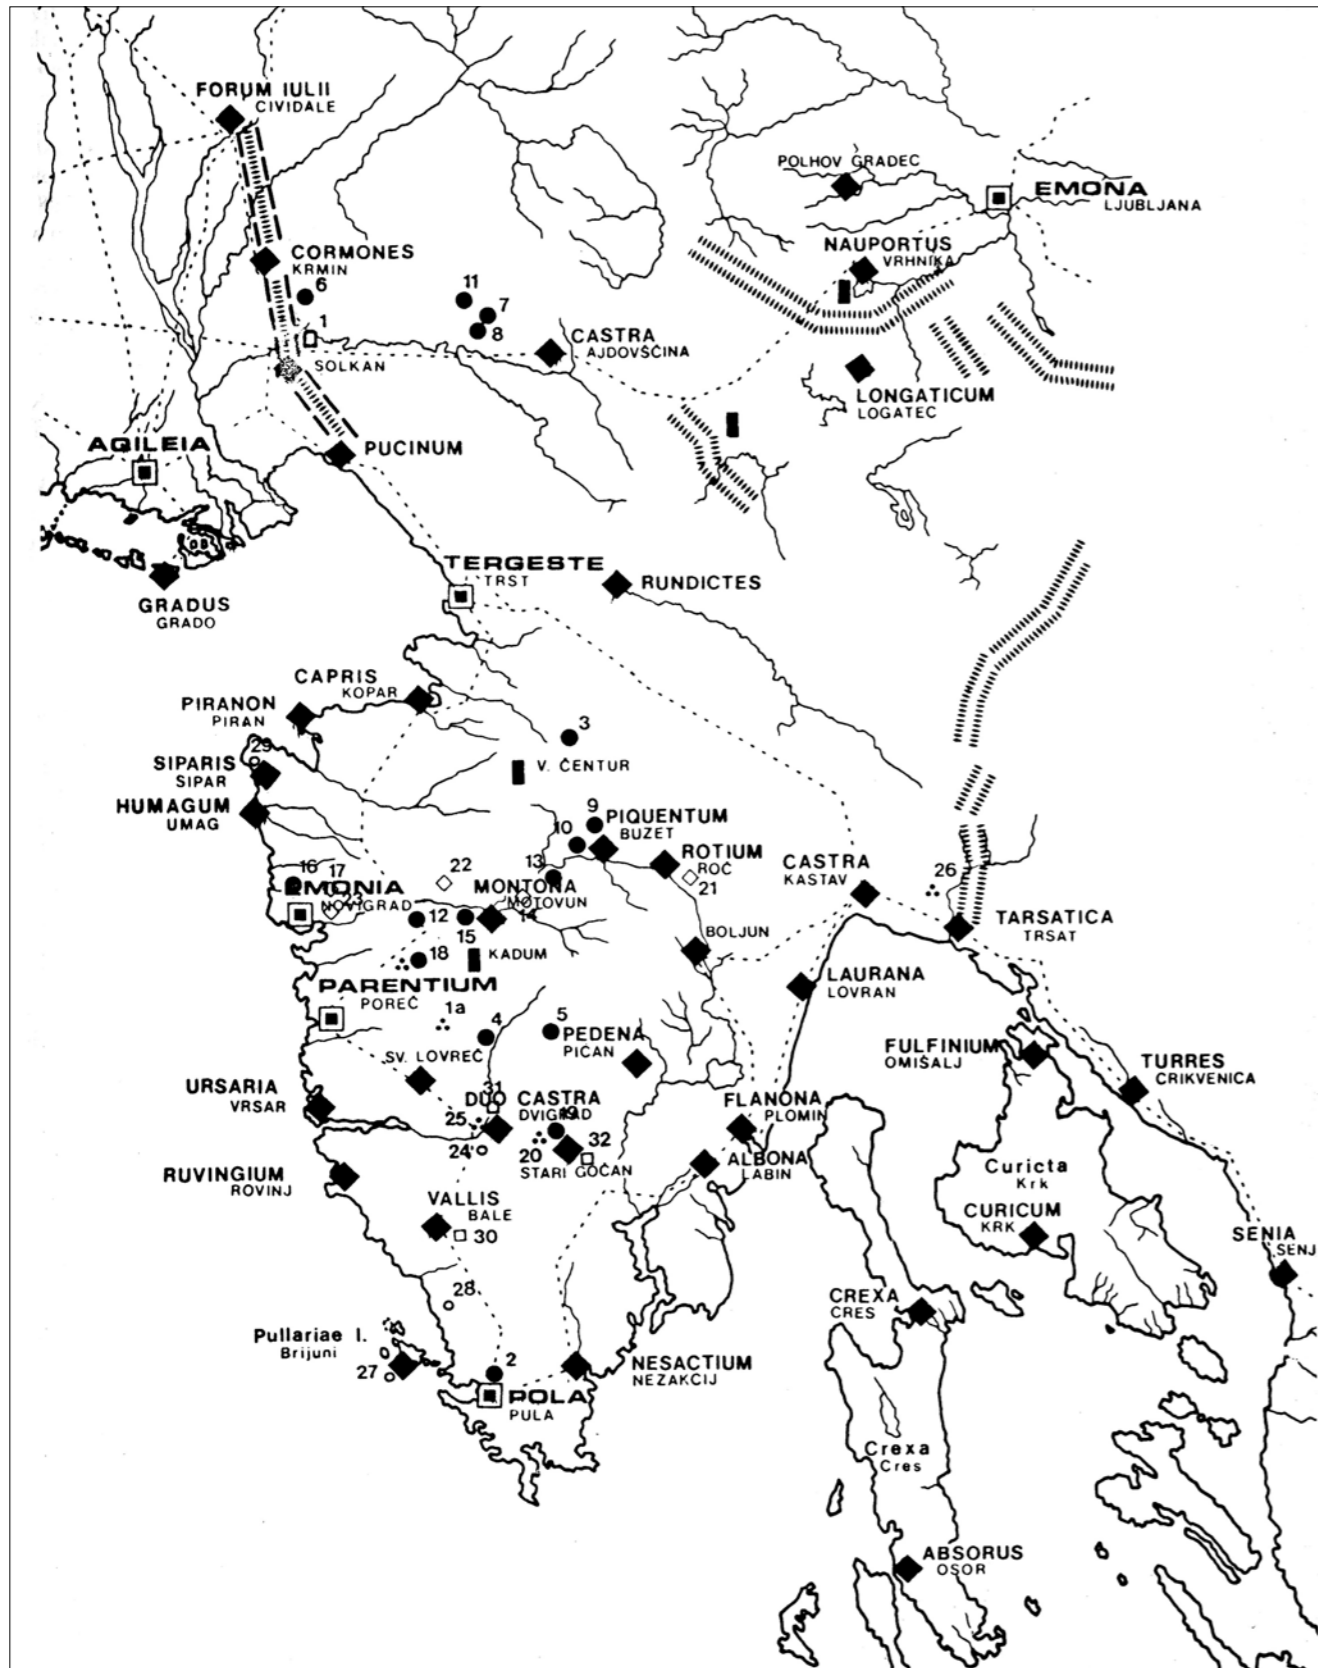 FORUM IULII
CIVIDALE
POLHOV GRADEC
EMONA
LJUBLJANA
CORMONES
KRMIN
NAUPORTUS
VRHNIKA
6
11
7
8
1
CASTRA
AJDOVŠČINA
SOLKAN
LONGATICUM
LOGATEC
AQILEIA
PUCINUM
TERGESTE
TRST
RUNDICTES
GRADUS
GRADO
CAPRIS
KOPAR
PIRANON
PIRAN
3
29
SIPARIS
SIPAR
V. ČENTUR
HUMAGUM
UMAG
9
PIQUENTUM
BUZET
10
ROTIUM
ROČ
13
16
17
22
21
EMONIA
NOVIGRAD
23
MONTONA
MOTOVUN
14
CASTRA
KASTAV
26
12
15
TARSATICA
TRSAT
BOLJUN
18
KADUM
PARENTIUM
POREČ
LAURANA
LOVRAN
1a
4
5
PEDENA
PIĆAN
FULFINIUM
OMIŠALJ
SV. LOVREČ
TURRES
CRIKVENICA
URSARIA
VRSAR
31
DUO CASTRA
DVIGRAD
19
25
24
20
32
STARI GOČAN
FLANONA
PLOMIN
ALBONA
LABIN
RUVINGIUM
ROVINJ
Curicta
Krk
VALLIS
BALE
30
CURICUM
KRK
SENIA
SENJ
28
CREXA
CRES
Pullariae I.
Brijuni
27
2
NESACTIUM
NEZAKCIJ
POLA
PULA
Crexa
Cres
ABSORUS
OSOR